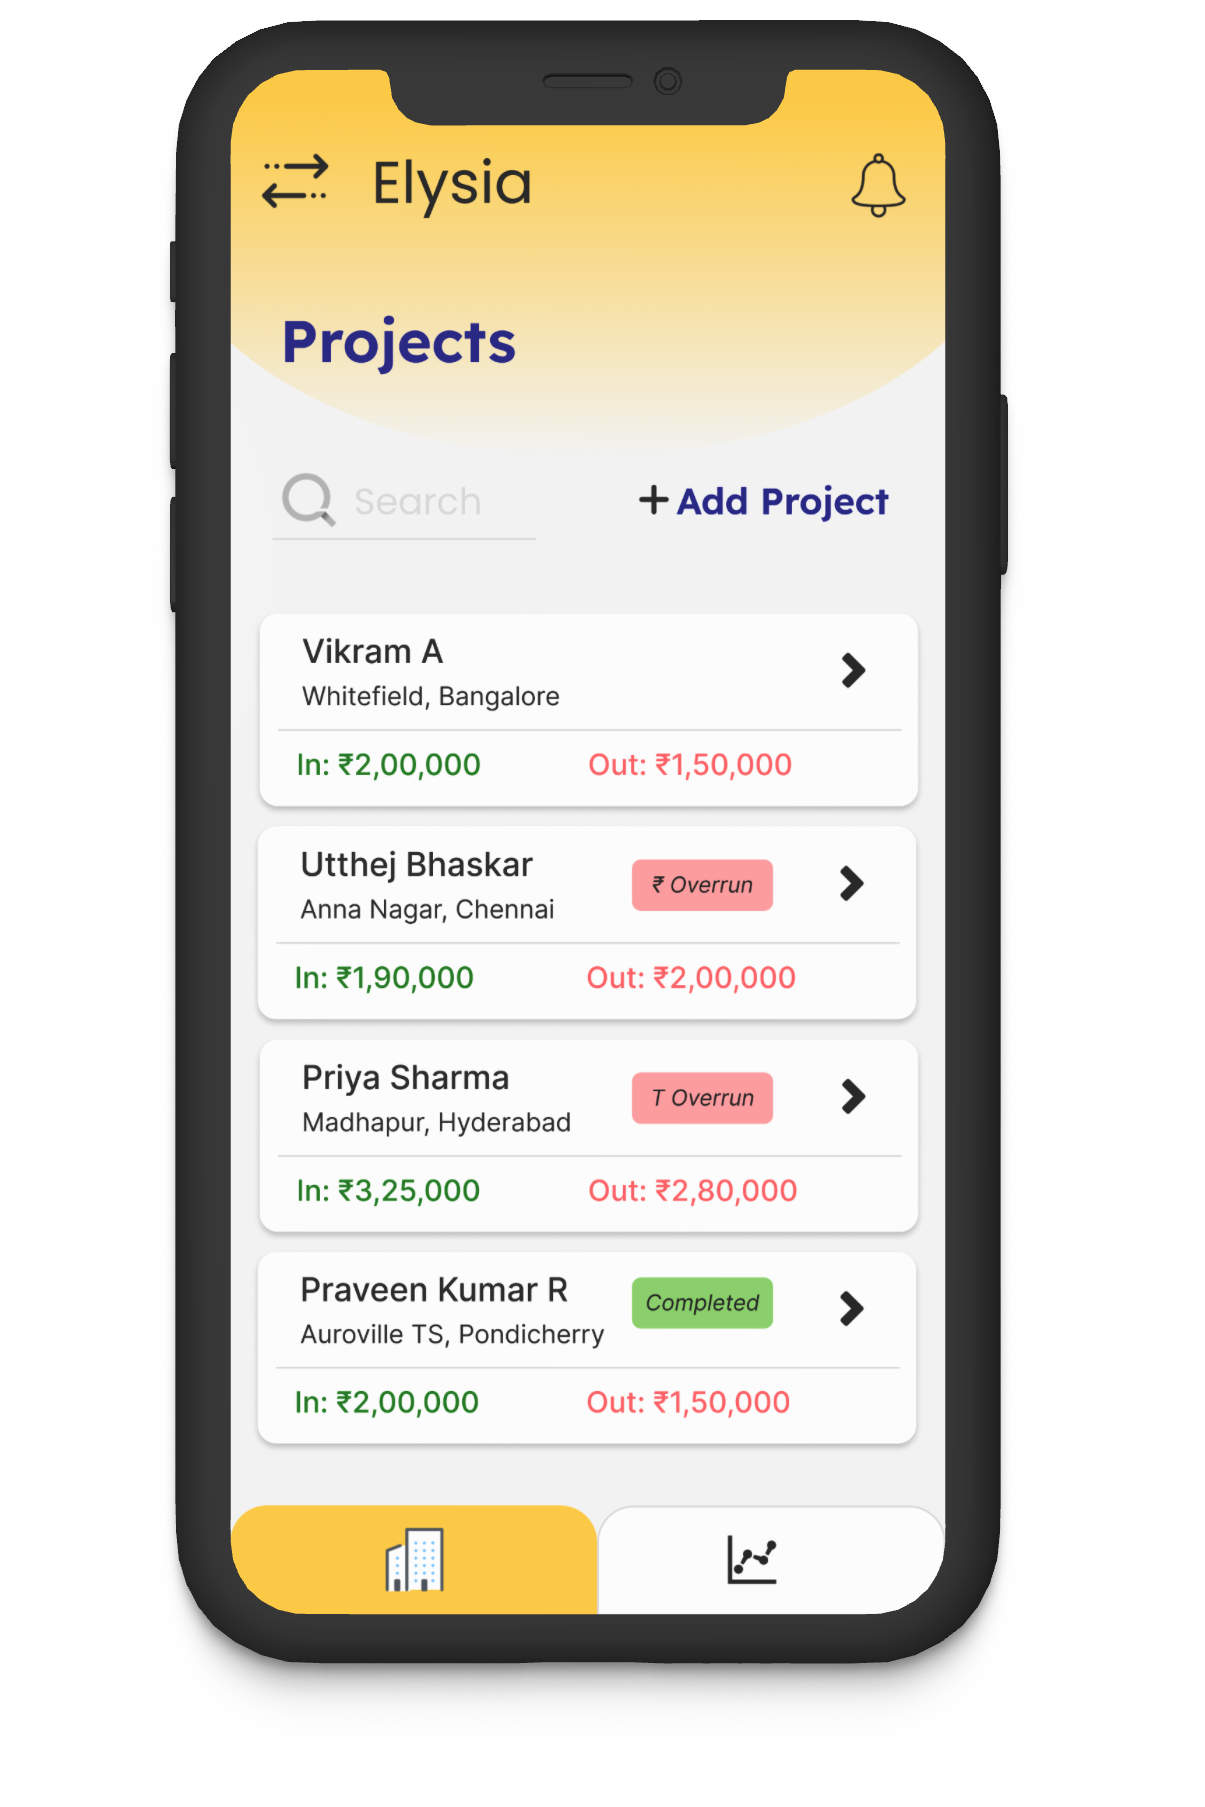 Elysia
Projects
Search
+ Add Project
Vikram A
Whitefield, Bangalore
In: ₹2,00,000 Out: ₹1,50,000
Utthej Bhaskar
₹ Overrun
Anna Nagar, Chennai
In: ₹1,90,000 Out: ₹2,00,000
Priya Sharma
T Overrun
Madhapur, Hyderabad
In: ₹3,25,000 Out: ₹2,80,000
Praveen Kumar R
Completed
Auroville TS, Pondicherry
In: ₹2,00,000 Out: ₹1,50,000